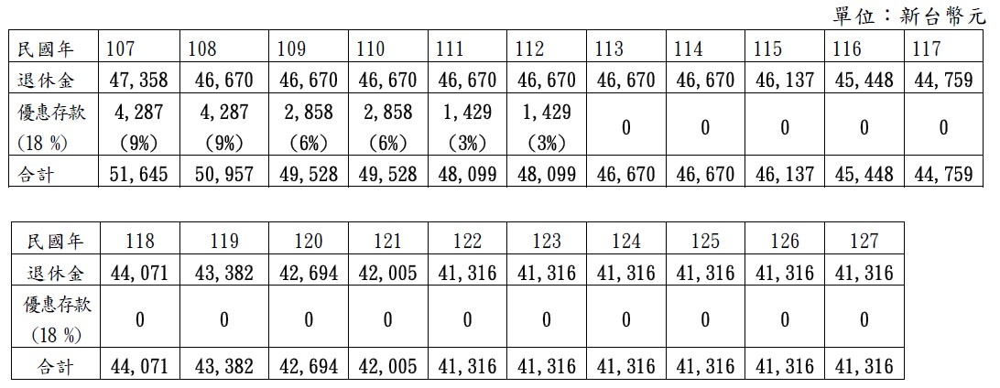 單位：新台幣元
民國年 107 108 109 110 111 112 113 114 115 116 117
退休金 47,358 46,670 46,670 46,670 46,670 46,670 46,670 46,670 46,137 45,448 44,759
優惠存款 4,287 4,287 2,858 2,858 1,429 1,429 0 0 0 0 0
(18 %) (9%) (9%) (6%) (6%) (3%) (3%)
合計 51,645 50,957 49,528 49,528 48,099 48,099 46,670 46,670 46,137 45,448 44,759
民國年 118 119 120 121 122 123 124 125 126 127
退休金 44,071 43,382 42,694 42,005 41,316 41,316 41,316 41,316 41,316 41,316
優惠存款 0 0 0 0 0 0 0 0 0 0
(18 %)
合計 44,071 43,382 42,694 42,005 41,316 41,316 41,316 41,316 41,316 41,316